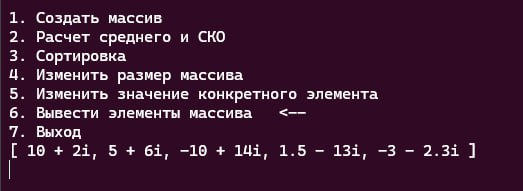 1. Создать массив
2. Расчет среднего и СКО
3. Сортировка
4. Изменить размер массива
5. Изменить значение конкретного элемента
6. Вывести элементы массива <--
7. Выход
[ 10 + 2i, 5 + 6i, -10 + 14i, 1.5 - 13i, -3 - 2.3i ]